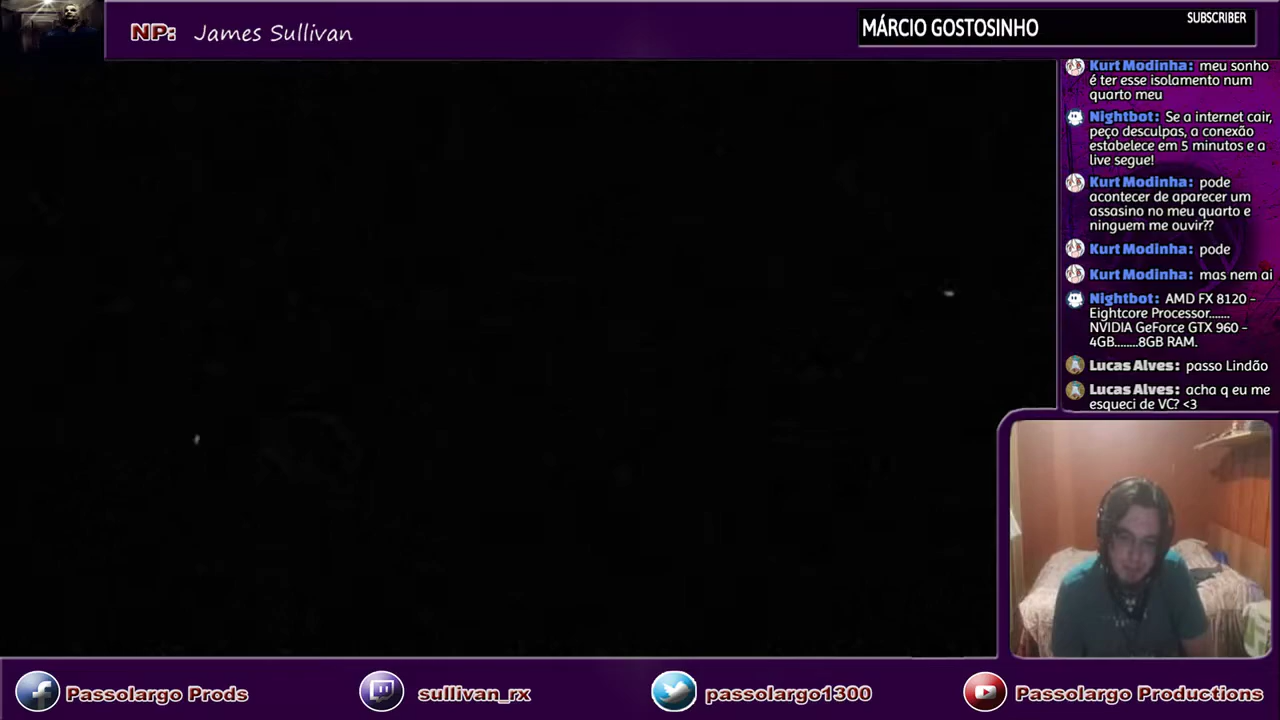 NP: James Sullivan
SUBSCRIBER
MÁRCIO GOSTOSINHO
Kurt Modinha: meu sonho
é ter esse isolamento num
quarto meu
Nightbot: Se a internet cair,
peço desculpas, a conexão
estabelece em 5 minutos e a
live segue!
Kurt Modinha: pode
acontecer de aparecer um
assasino no meu quarto e
ninguem me ouvir??
Kurt Modinha: pode
Kurt Modinha: mas nem ai
Nightbot: AMD FX 8120 -
Eightcore Processor.......
NVIDIA GeForce GTX 960 -
4GB........8GB RAM.
Lucas Alves: passo Lindão
Lucas Alves: acha q eu me
esqueci de VC? <3
Passolargo Prods
sullivan_rx
passolargo1300
Passolargo Productions